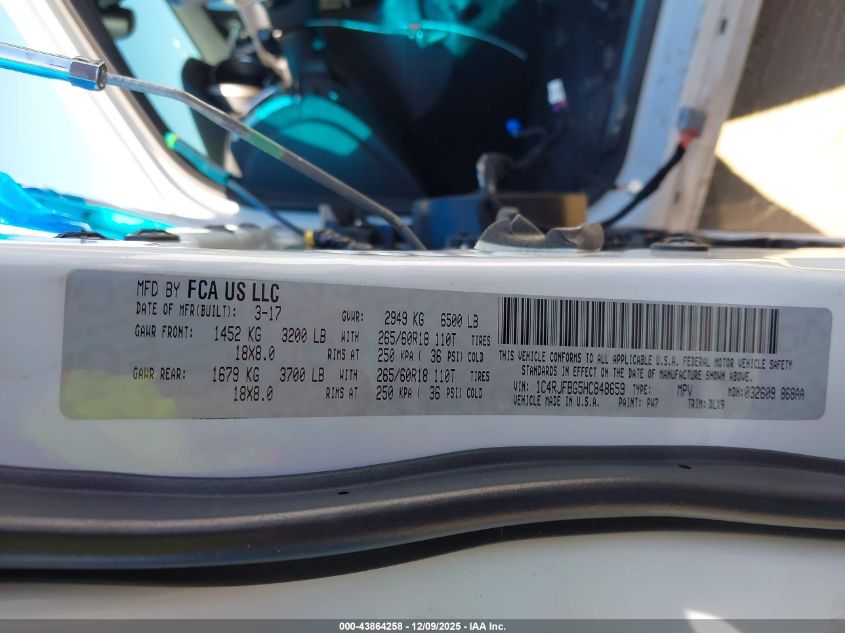 MFD BY FCA US LLC
DATE OF MFR(BUILT): 3-17 GVWR: 2949 KG 6500 LB
GAWR FRONT: 1452 KG 3200 LB WITH 265/60R18 110T TIRES
18X8.0 RIMS AT 250 KPA ( 36 PSI) COLD
GAWR REAR: 1679 KG 3700 LB WITH 265/60R18 110T TIRES
18X8.0 RIMS AT 250 KPA ( 36 PSI) COLD
THIS VEHICLE CONFORMS TO ALL APPLICABLE U.S.A. FEDERAL MOTOR VEHICLE SAFETY
STANDARDS IN EFFECT ON THE DATE OF MANUFACTURE SHOWN ABOVE.
VIN: 1C4RJFBG5HC848659 TYPE: MPV MDH:032609 868AA
VEHICLE MADE IN U.S.A. PAINT: PW7 TRIM: DLX9
000-43864258 - 12/09/2025 - IAA Inc.